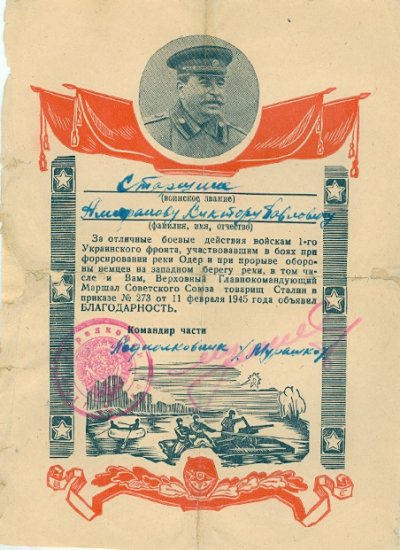 Старшина
(воинское звание)
Виктору Павловичу
(фамилия, имя, отчество)
За отличные боевые действия войскам 1-го
Украинского фронта, участвовавшим в боях при
форсировании реки Одер и при прорыве оборо-
ны немцев на западном берегу реки, в том чи-
сле и Вам, Верховный Главнокомандующий
Маршал Советского Союза товарищ Сталин в
приказе № 273 от 11 февраля 1945 года объявил
БЛАГОДАРНОСТЬ.
Командир части
Подполковник Мурашков